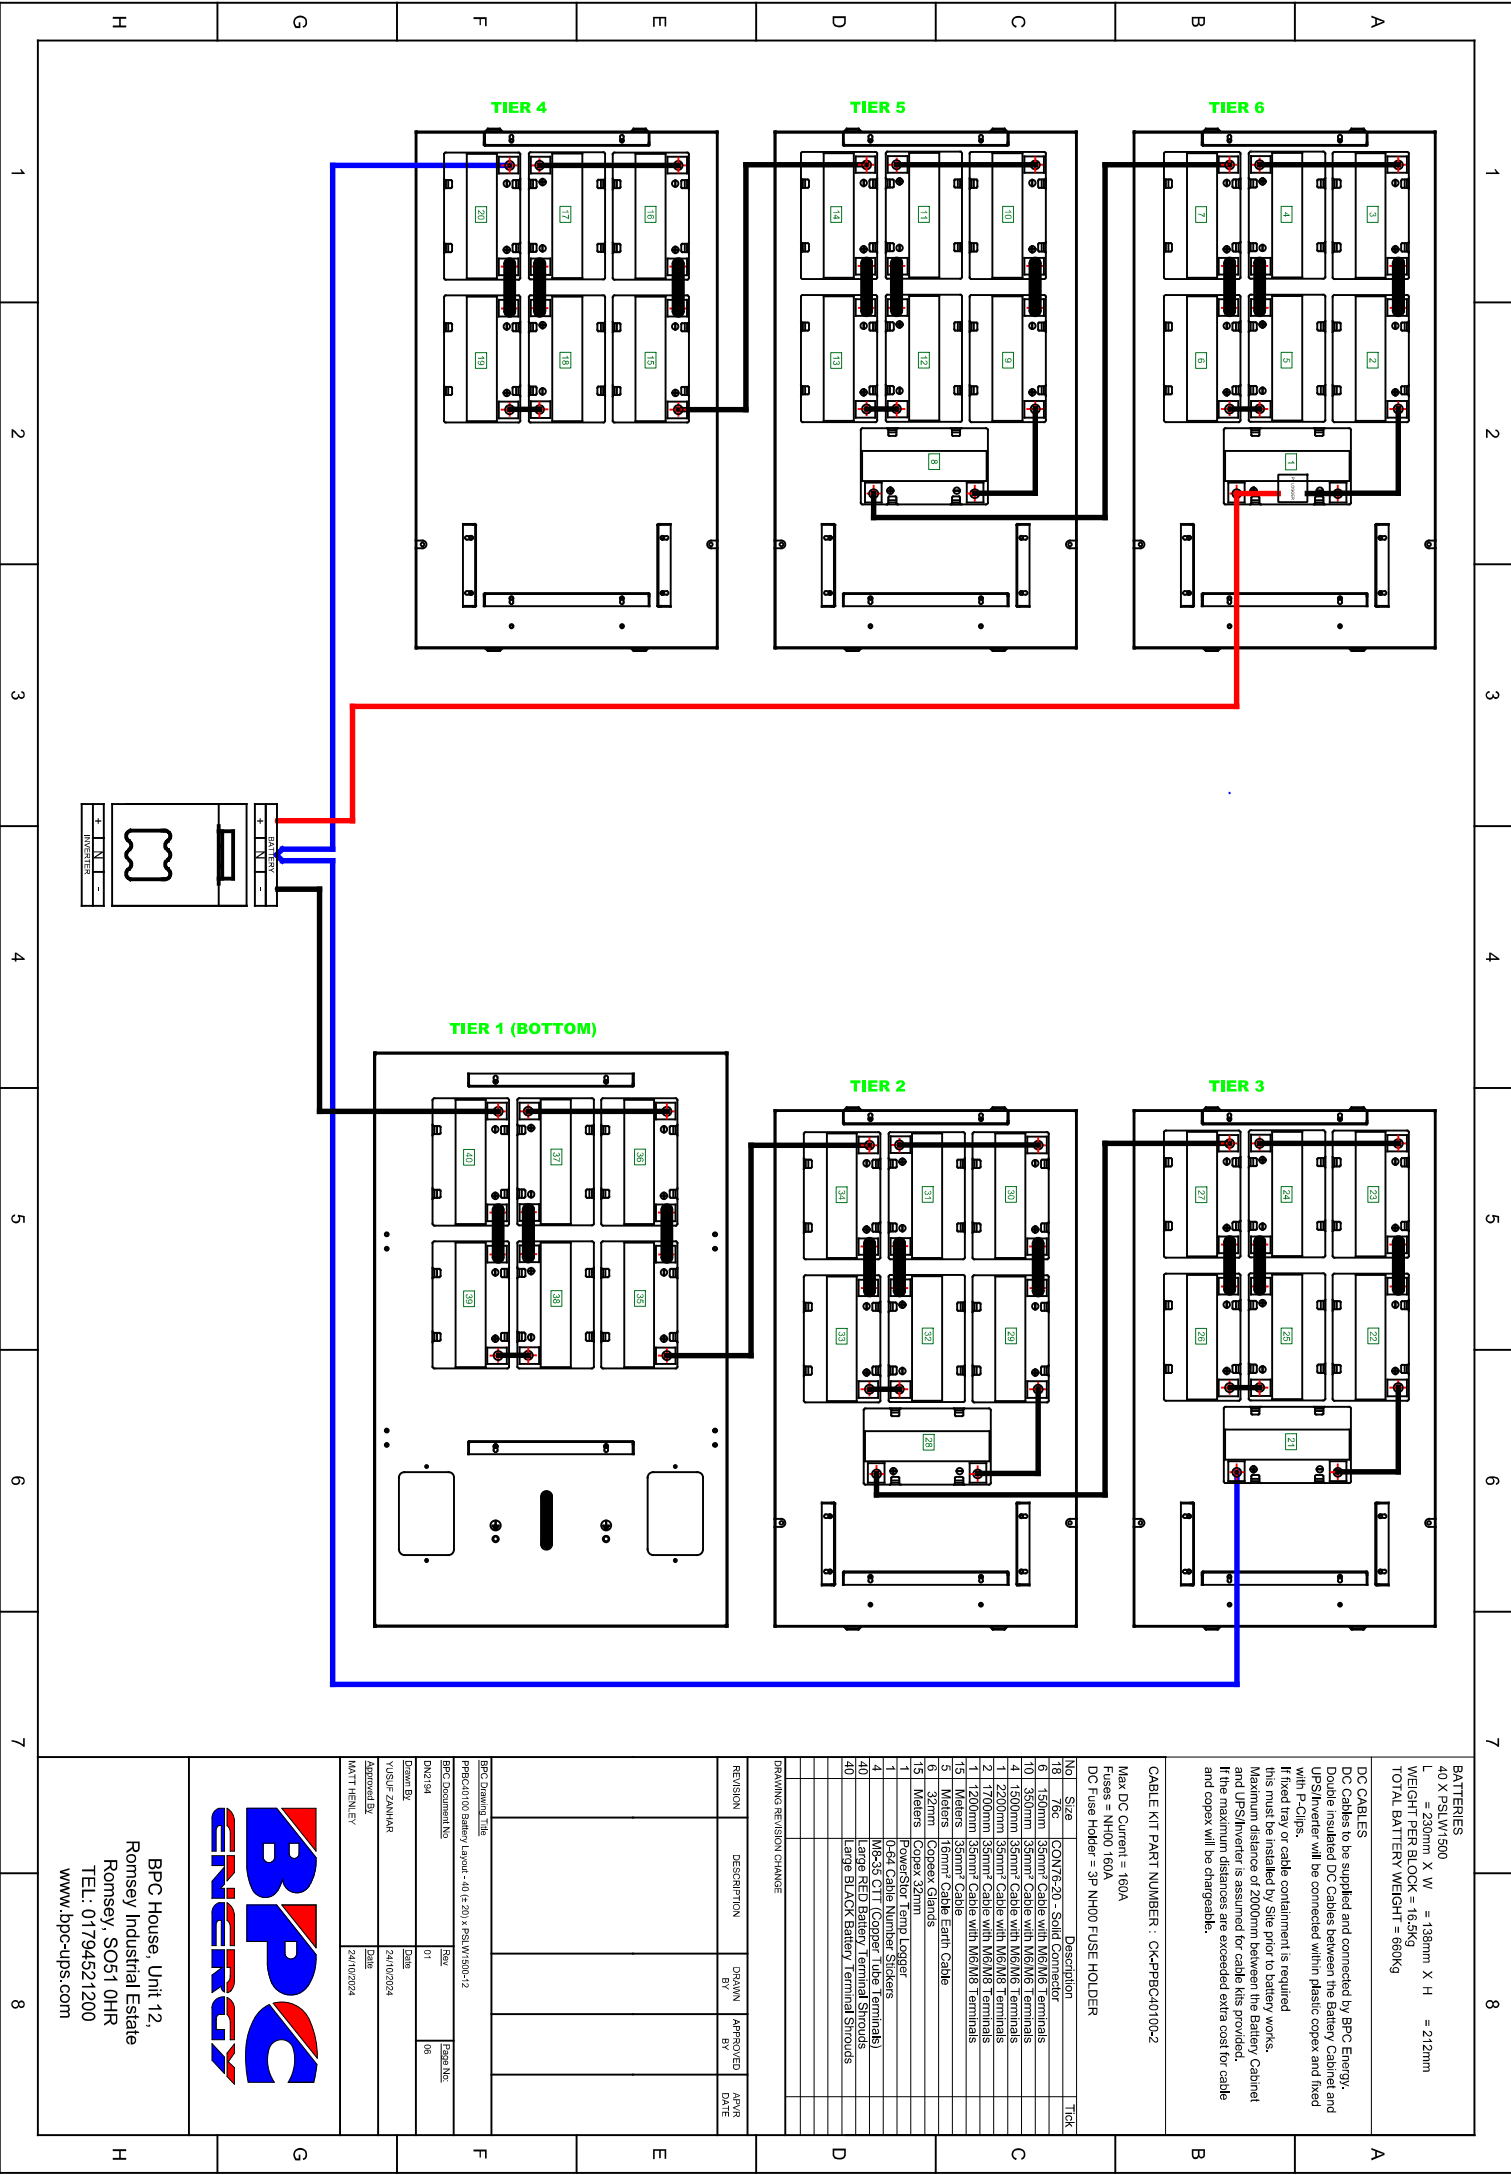 BATTERIES
40 X PSLW1500
L = 230mm X W = 138mm X H = 212mm
WEIGHT PER BLOCK = 16.5Kg
TOTAL BATTERY WEIGHT = 660Kg
DC CABLES
DC Cables to be supplied and connected by BPC Energy.
Double insulated DC Cables between the Battery Cabinet and
UPS/Inverter will be connected within plastic copex and fixed
with P-Clips.
If fixed tray or cable containment is required
this must be installed by Site prior to battery works.
Maximum distance of 2000mm between the Battery Cabinet
and UPS/Inverter is assumed for cable kits provided.
If the maximum distances are exceeded extra cost for cable
and copex will be chargeable.
CABLE KIT PART NUMBER : CK-PPBC40100-2
Max DC Current = 160A
Fuses = NH00 160A
DC Fuse Holder = 3P NH00 FUSE HOLDER
No Size Description Tick
18 76c CON76-20 - Solid Connector
6 150mm 35mm² Cable with M6/M6 Terminals
10 350mm 35mm² Cable with M6/M6 Terminals
4 1500mm 35mm² Cable with M6/M6 Terminals
1 2200mm 35mm² Cable with M6/M8 Terminals
2 1700mm 35mm² Cable with M6/M8 Terminals
1 1200mm 35mm² Cable with M6/M8 Terminals
15 Meters 35mm² Cable
5 Meters 16mm² Cable Earth Cable
6 32mm Copeex Glands
15 Meters Copex 32mm
1 PowerStor Temp Logger
1 0-64 Cable Number Stickers
4 M8-35 CTT (Copper Tube Terminals)
40 Large RED Battery Terminal Shrouds
40 Large BLACK Battery Terminal Shrouds
DRAWING REVISION CHANGE
REVISION DESCRIPTION DRAWN BY APPROVED BY APVR DATE
BPC Drawing Title
PPBC40100 Battery Layout - 40 (± 20) x PSLW1500-12
BPC Document No Rev Page No:
DN2194 01 06
Drawn By Date
YUSUF ZANHAR 24/10/2024
Approved By Date
MATT HENLEY 24/10/2024
BPC
ENERGY
BPC House, Unit 12,
Romsey Industrial Estate
Romsey, SO51 0HR
TEL: 01794521200
www.bpc-ups.com
TIER 6
3 4 7
2 5 6
1
LOGGER
TIER 5
10 11 14
9 12 13
8
TIER 4
16 17 20
15 18 19
TIER 3
23 24 27
22 25 26
21
TIER 2
30 31 34
29 32 33
28
TIER 1 (BOTTOM)
36 37 40
35 38 39
BATTERY
+ N -
+ N -
INVERTER
A B C D E F G H
A B C D E F G H
1 2 3 4 5 6 7 8
1 2 3 4 5 6 7 8